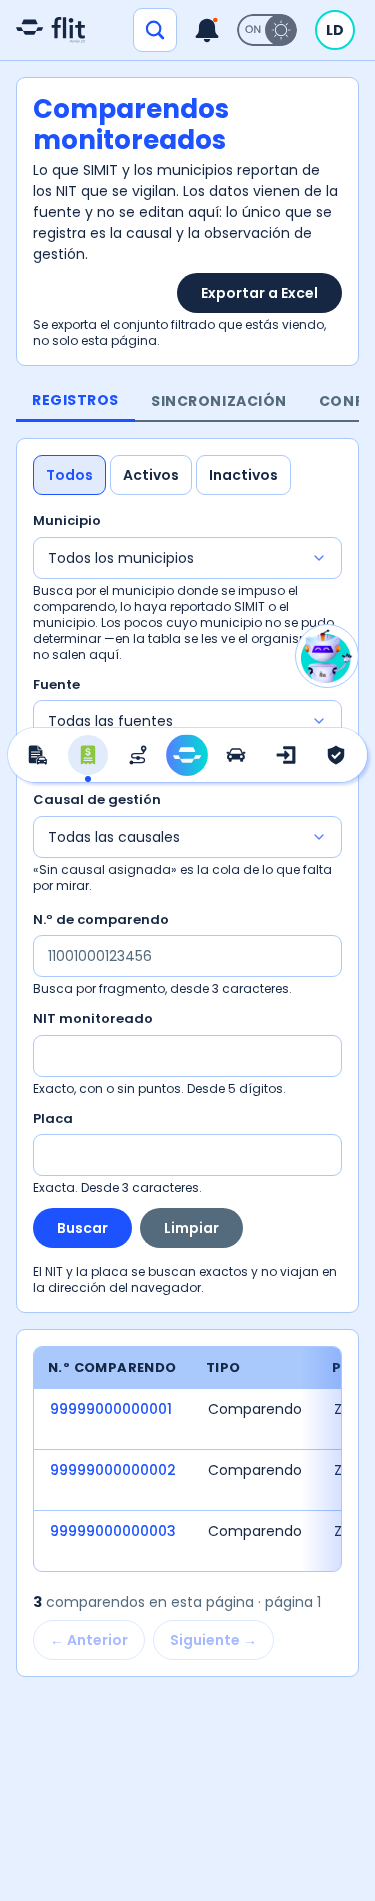 flit
ON
LD
Comparendos
monitoreados
Lo que SIMIT y los municipios reportan de
los NIT que se vigilan. Los datos vienen de la
fuente y no se editan aquí: lo único que se
registra es la causal y la observación de
gestión.
Exportar a Excel
Se exporta el conjunto filtrado que estás viendo,
no solo esta página.
REGISTROS
SINCRONIZACIÓN
CONF
Todos
Activos
Inactivos
Municipio
Todos los municipios
Busca por el municipio donde se impuso el
comparendo, lo haya reportado SIMIT o el
municipio. Los pocos cuyo municipio no se pudo
determinar —en la tabla se les ve el
no salen aquí.
Fuente
Todas las fuentes
Causal de gestión
Todas las causales
«Sin causal asignada» es la cola de lo que falta
por mirar.
N.º de comparendo
11001000123456
Busca por fragmento, desde 3 caracteres.
NIT monitoreado
Exacto, con o sin puntos. Desde 5 dígitos.
Placa
Exacta. Desde 3 caracteres.
Buscar
Limpiar
El NIT y la placa se buscan exactos y no viajan en
la dirección del navegador.
N.º COMPARENDO TIPO P
99999000000001 Comparendo Z
99999000000002 Comparendo Z
99999000000003 Comparendo Z
3 comparendos en esta página · página 1
← Anterior
Siguiente →